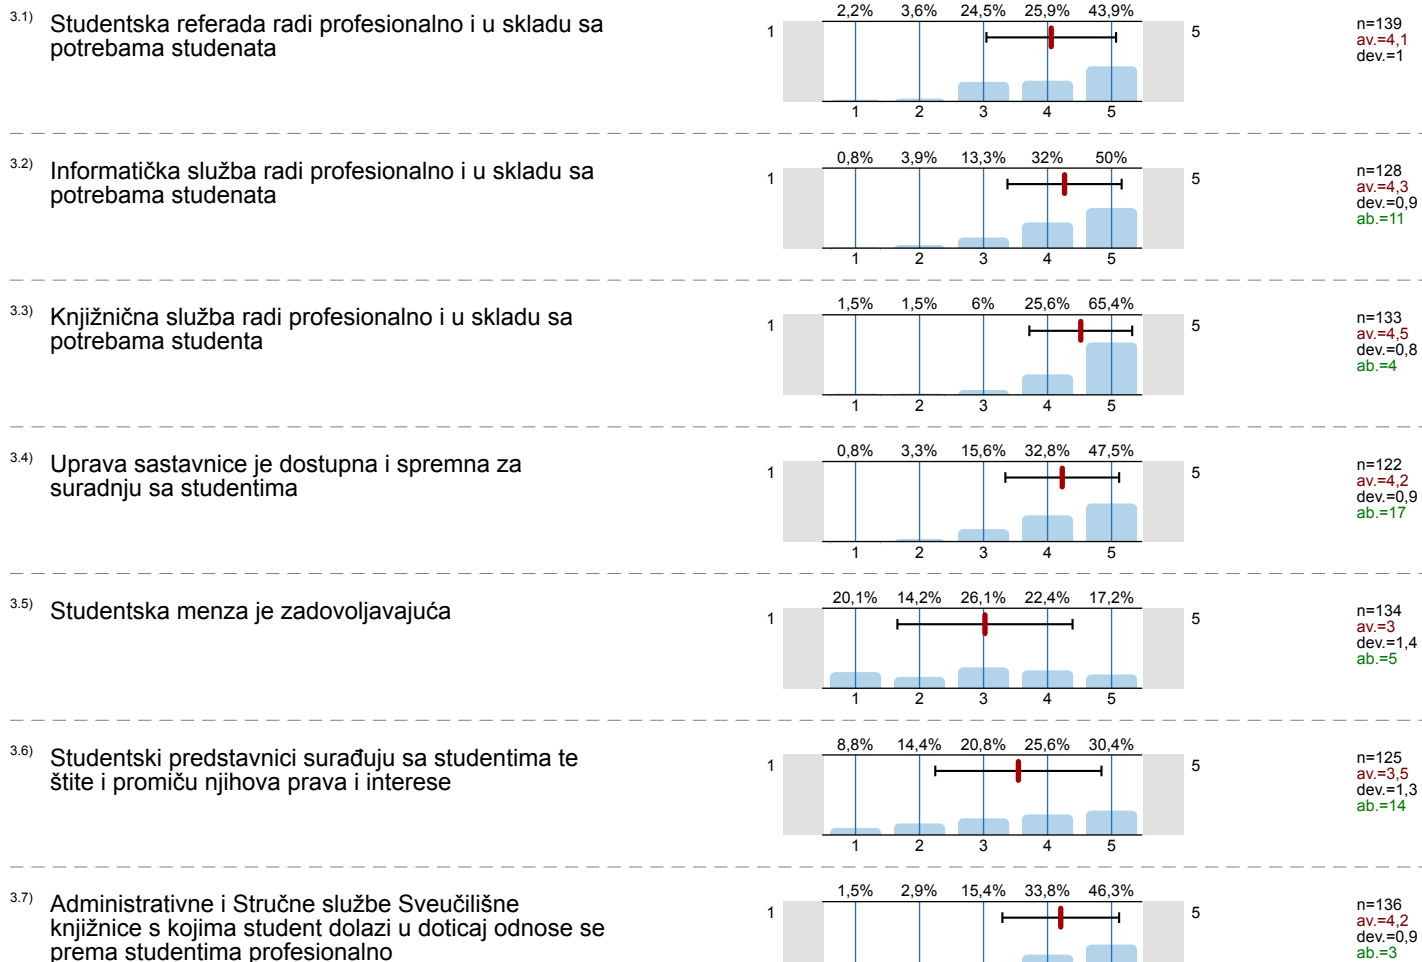 3.1) Studentska referada radi profesionalno i u skladu sa
potrebama studenata
2,2% 3,6% 24,5% 25,9% 43,9%
1 5
1 2 3 4 5
n=139
av.=4,1
dev.=1
3.2) Informatička služba radi profesionalno i u skladu sa
potrebama studenata
0,8% 3,9% 13,3% 32% 50%
1 5
1 2 3 4 5
n=128
av.=4,3
dev.=0,9
ab.=11
3.3) Knjižnična služba radi profesionalno i u skladu sa
potrebama studenta
1,5% 1,5% 6% 25,6% 65,4%
1 5
1 2 3 4 5
n=133
av.=4,5
dev.=0,8
ab.=4
3.4) Uprava sastavnice je dostupna i spremna za
suradnju sa studentima
0,8% 3,3% 15,6% 32,8% 47,5%
1 5
1 2 3 4 5
n=122
av.=4,2
dev.=0,9
ab.=17
3.5) Studentska menza je zadovoljavajuća
20,1% 14,2% 26,1% 22,4% 17,2%
1 5
1 2 3 4 5
n=134
av.=3
dev.=1,4
ab.=5
3.6) Studentski predstavnici surađuju sa studentima te
štite i promiču njihova prava i interese
8,8% 14,4% 20,8% 25,6% 30,4%
1 5
1 2 3 4 5
n=125
av.=3,5
dev.=1,3
ab.=14
3.7) Administrativne i Stručne službe Sveučilišne
knjižnice s kojima student dolazi u doticaj odnose se
prema studentima profesionalno
1,5% 2,9% 15,4% 33,8% 46,3%
1 5
n=136
av.=4,2
dev.=0,9
ab.=3